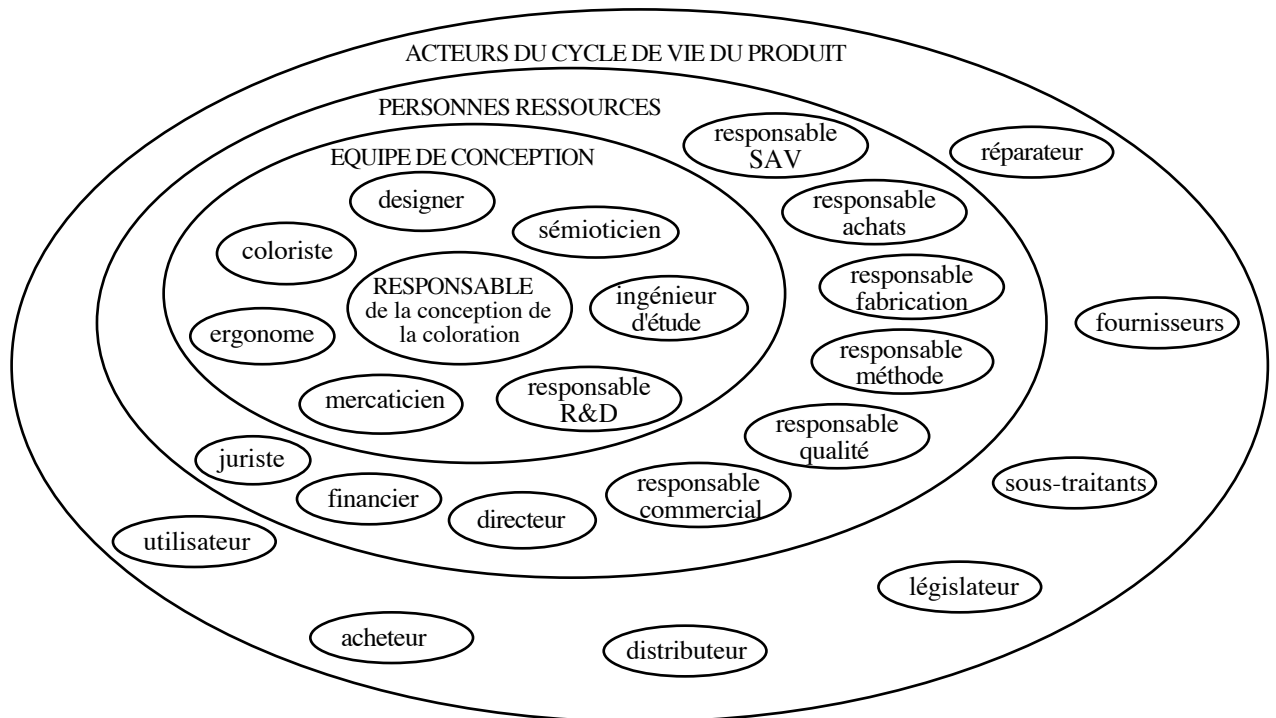 ACTEURS DU CYCLE DE VIE DU PRODUIT
PERSONNES RESSOURCES
EQUIPE DE CONCEPTION
designer
sémioticien
coloriste
RESPONSABLE
de la conception de
la coloration
ingénieur
d'étude
ergonome
mercaticien
responsable
R&D
responsable
SAV
responsable
achats
responsable
fabrication
responsable
méthode
responsable
qualité
responsable
commercial
directeur
financier
juriste
réparateur
fournisseurs
sous-traitants
législateur
distributeur
acheteur
utilisateur